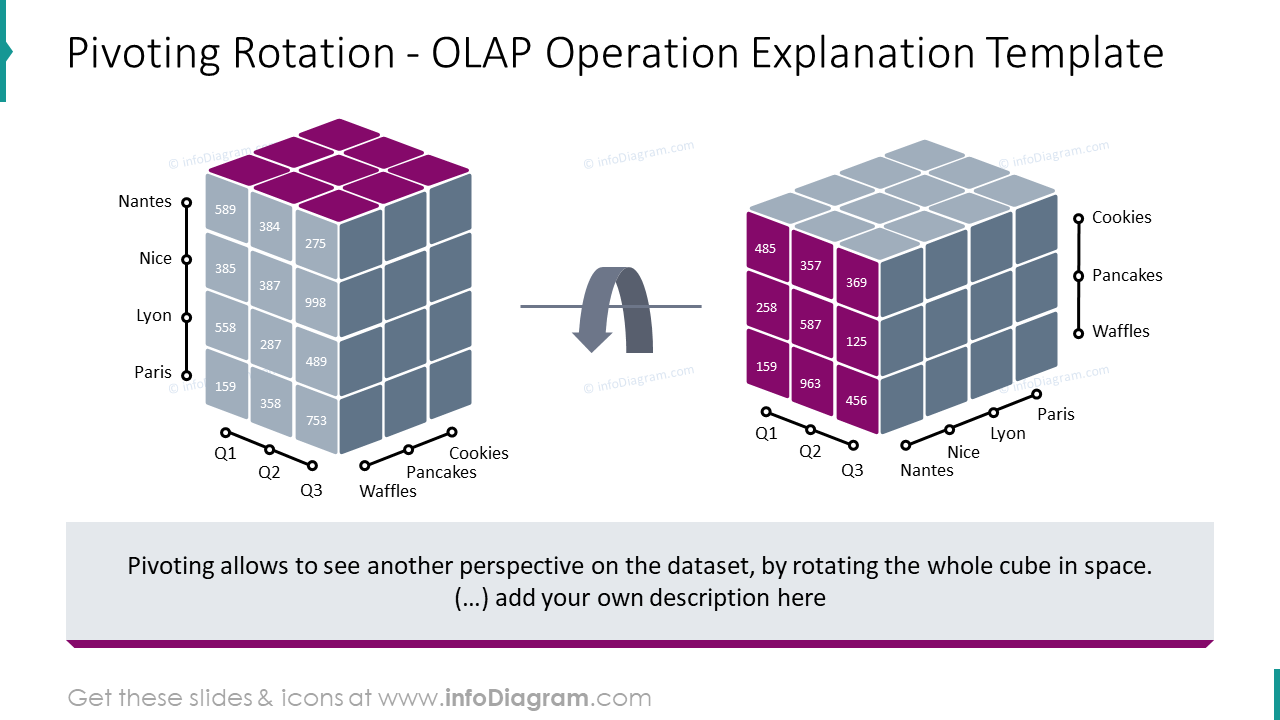 Pivoting Rotation - OLAP Operation Explanation Template
© infoDiagram.com
© infoDiagram.com
© infoDiagram.com
Nantes
Nice
Lyon
Paris
589
384
275
385
387
998
558
287
489
159
358
753
Q1
Q2
Q3
Waffles
Pancakes
Cookies
485
357
369
258
587
125
159
963
456
Cookies
Pancakes
Waffles
Q1
Q2
Q3
Nantes
Nice
Lyon
Paris
© infoDiagram.com
© infoDiagram.com
Pivoting allows to see another perspective on the dataset, by rotating the whole cube in space.
(...) add your own description here
Get these slides & icons at www.infoDiagram.com